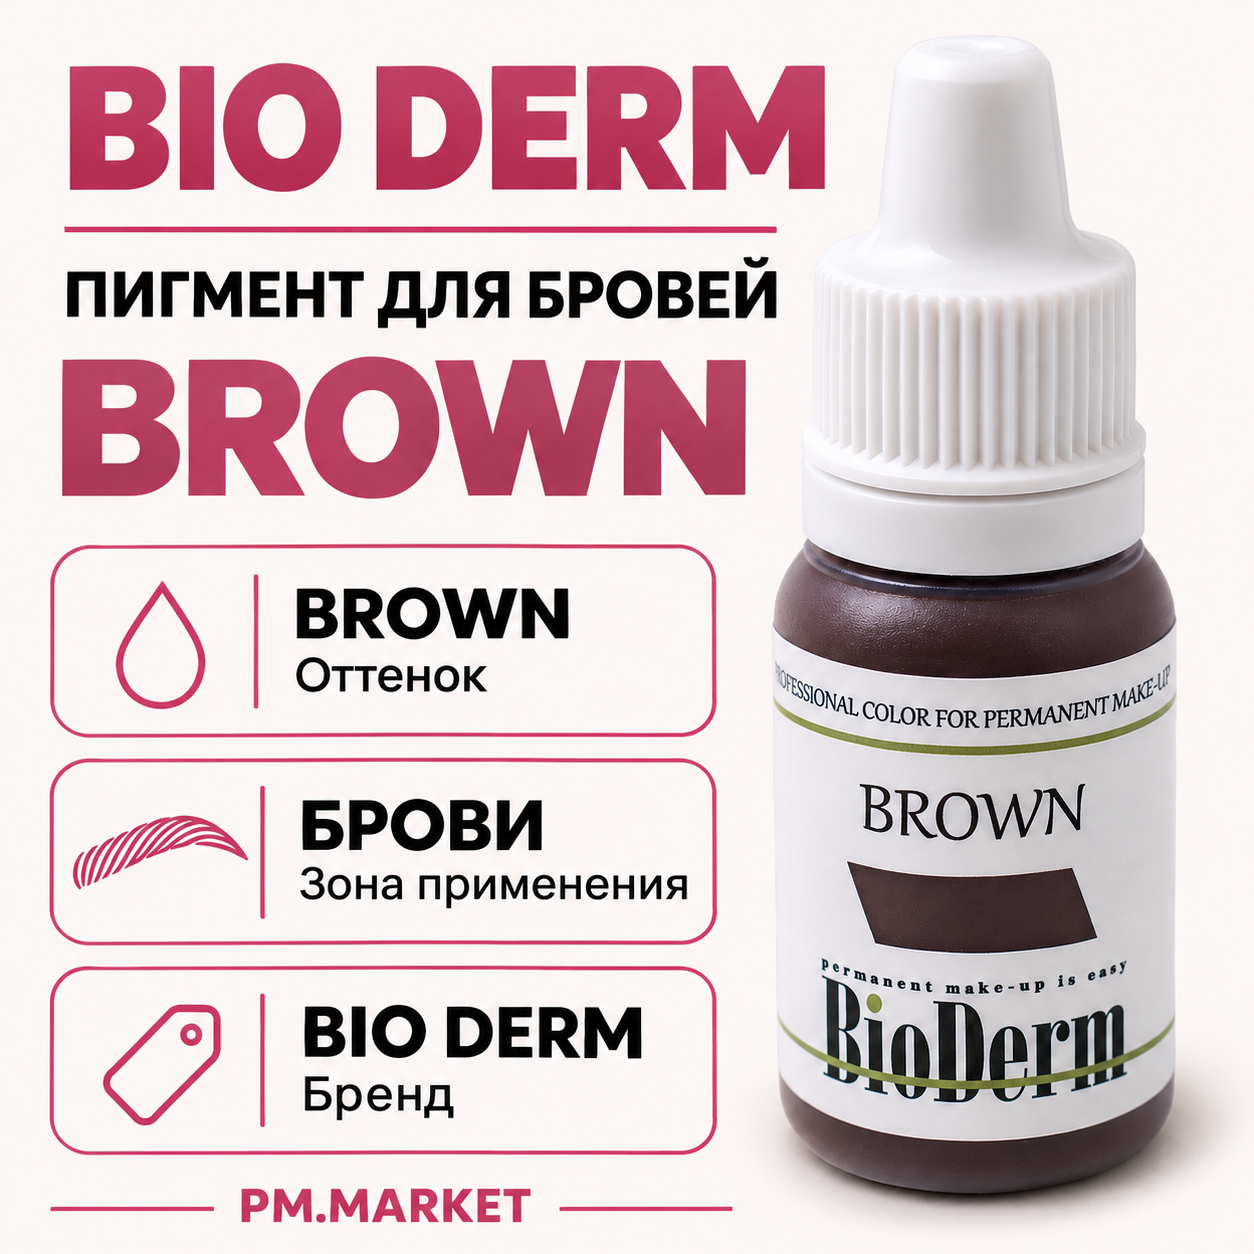 BIO DERM
ПИГМЕНТ ДЛЯ БРОВЕЙ
BROWN
BROWN
Оттенок
БРОВИ
Зона применения
BIO DERM
Бренд
PM.MARKET
PROFESSIONAL COLOR FOR PERMANENT MAKE-UP
BROWN
permanent make-up is easy
BioDerm